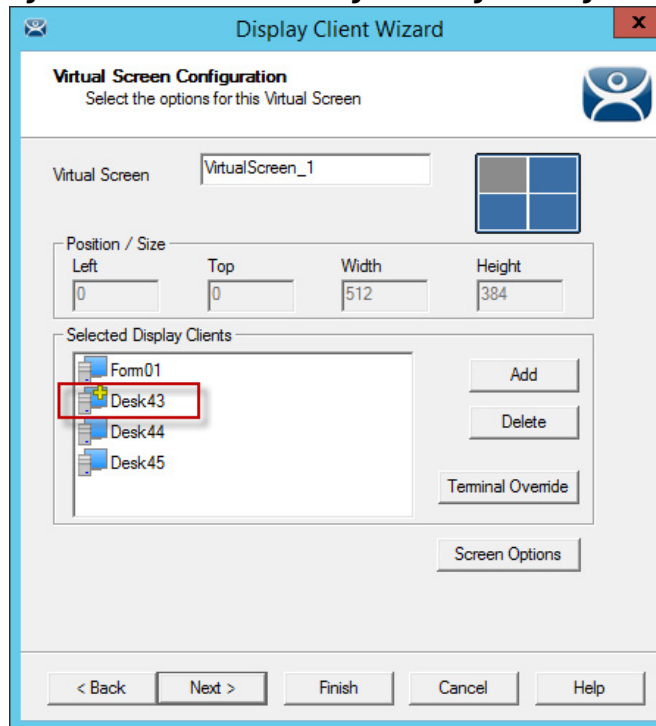 Display Client Wizard
x
Virtual Screen Configuration
Select the options for this Virtual Screen
Virtual Screen VirtualScreen_1
Position / Size
Left Top Width Height
0 0 512 384
Selected Display Clients
Form01
Desk43
Desk44
Desk45
Add
Delete
Terminal Override
Screen Options
< Back Next > Finish Cancel Help